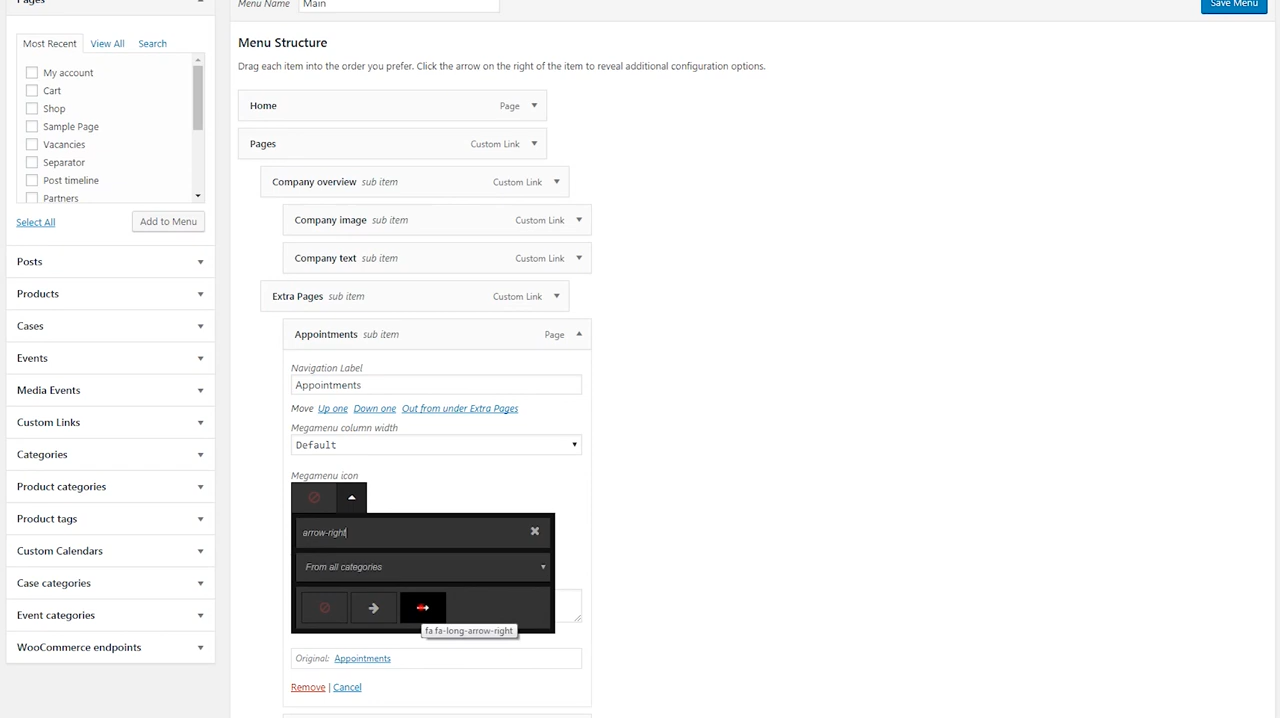 Pages
Menu Name Main
Save Menu
Most Recent View All Search
My account
Cart
Shop
Sample Page
Vacancies
Separator
Post timeline
Partners
Select All Add to Menu
Posts
Products
Cases
Events
Media Events
Custom Links
Categories
Product categories
Product tags
Custom Calendars
Case categories
Event categories
WooCommerce endpoints
Menu Structure
Drag each item into the order you prefer. Click the arrow on the right of the item to reveal additional configuration options.
Home Page
Pages Custom Link
Company overview sub item Custom Link
Company image sub item Custom Link
Company text sub item Custom Link
Extra Pages sub item Custom Link
Appointments sub item Page
Navigation Label
Appointments
Move Up one Down one Out from under Extra Pages
Megamenu column width
Default
Megamenu icon
arrow-right
From all categories
fa fa-long-arrow-right
Original: Appointments
Remove | Cancel